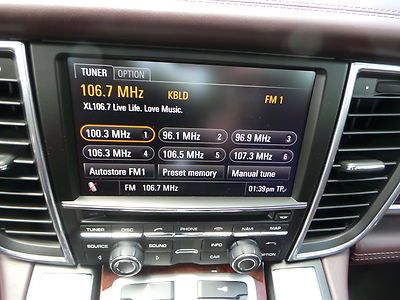 TUNER OPTION
106.7 MHz KBLD FM 1
XL106.7 Live Life. Love Music.
100.3 MHz 1 96.1 MHz 2 96.9 MHz 3
106.3 MHz 4 106.5 MHz 5 107.3 MHz 6
Autostore FM1 Preset memory Manual tune
FM 106.7 MHz 01:39pm TP
TUNER DISC PHONE NAV MAP
SOURCE SOUND INFO OPTION
CAR